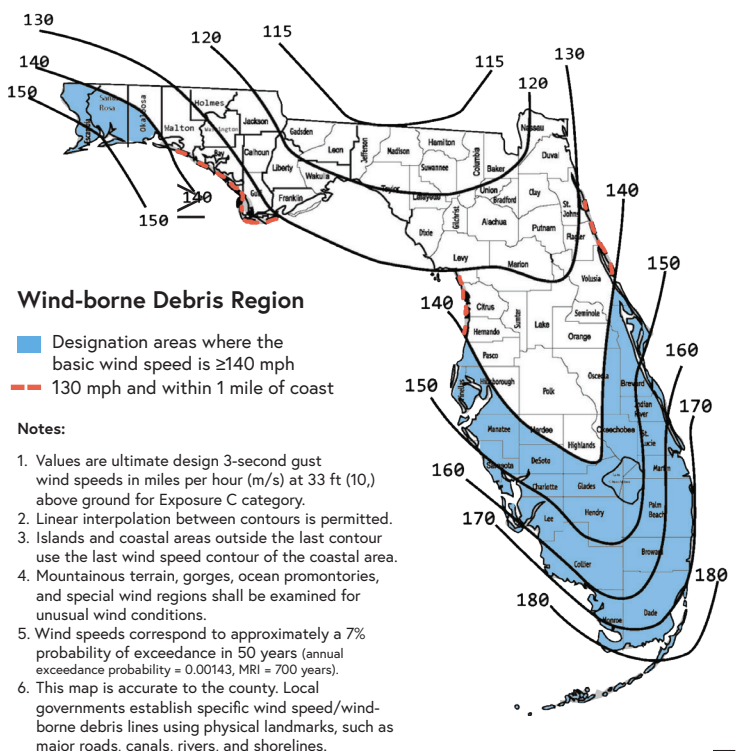 130
115
120
140
115
130
150
120
Santa
Rosa
Escambia
Okaloosa
Walton
Holmes
Washington
Jackson
Bay
Calhoun
Gulf
Liberty
Gadsden
Leon
Wakulla
Franklin
Jefferson
Madison
Taylor
Hamilton
Suwannee
Lafayette
Columbia
Baker
Nassau
Duval
Union
Bradford
Clay
St.
Johns
Gilchrist
Dixie
Alachua
Putnam
Flagler
Levy
Marion
Volusia
140
150
140
150
140
Citrus
Hernando
Sumter
Lake
Seminole
Orange
Pasco
Pinellas
Hillsborough
Polk
Osceola
Brevard
160
150
Indian
River
170
Manatee
Hardee
Okeechobee
St.
Lucie
Highlands
Sarasota
DeSoto
Martin
160
Charlotte
Glades
170
Lee
Hendry
Palm
Beach
Collier
Broward
180
180
Monroe
Dade
Wind-borne Debris Region
Designation areas where the
basic wind speed is ≥140 mph
130 mph and within 1 mile of coast
Notes:
1. Values are ultimate design 3-second gust
wind speeds in miles per hour (m/s) at 33 ft (10,)
above ground for Exposure C category.
2. Linear interpolation between contours is permitted.
3. Islands and coastal areas outside the last contour
use the last wind speed contour of the coastal area.
4. Mountainous terrain, gorges, ocean promontories,
and special wind regions shall be examined for
unusual wind conditions.
5. Wind speeds correspond to approximately a 7%
probability of exceedance in 50 years (annual
exceedance probability = 0.00143, MRI = 700 years).
6. This map is accurate to the county. Local
governments establish specific wind speed/wind-
borne debris lines using physical landmarks, such as
major roads, canals, rivers, and shorelines.